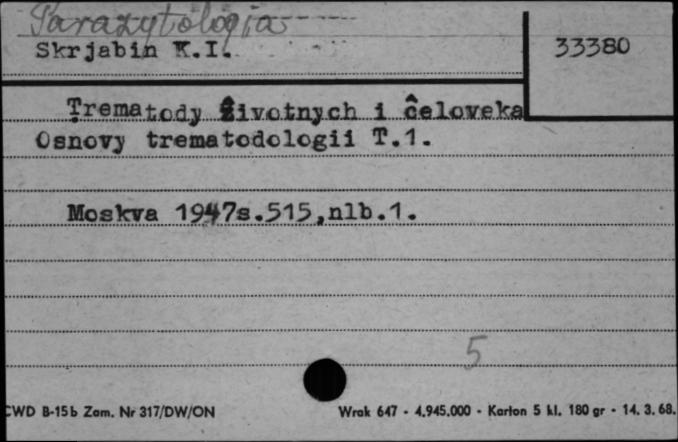 Parazytologia
Skrjabin K.I.
33380
Trematody životnych i čeloveka
Osnovy trematodologii T.1.
Moskva 1947s.515,nlb.1.
5
CWD B-15b Zam. Nr 317/DW/ON
Wrak 647 - 4.945.000 - Karton 5 kl. 180 gr - 14. 3. 68.